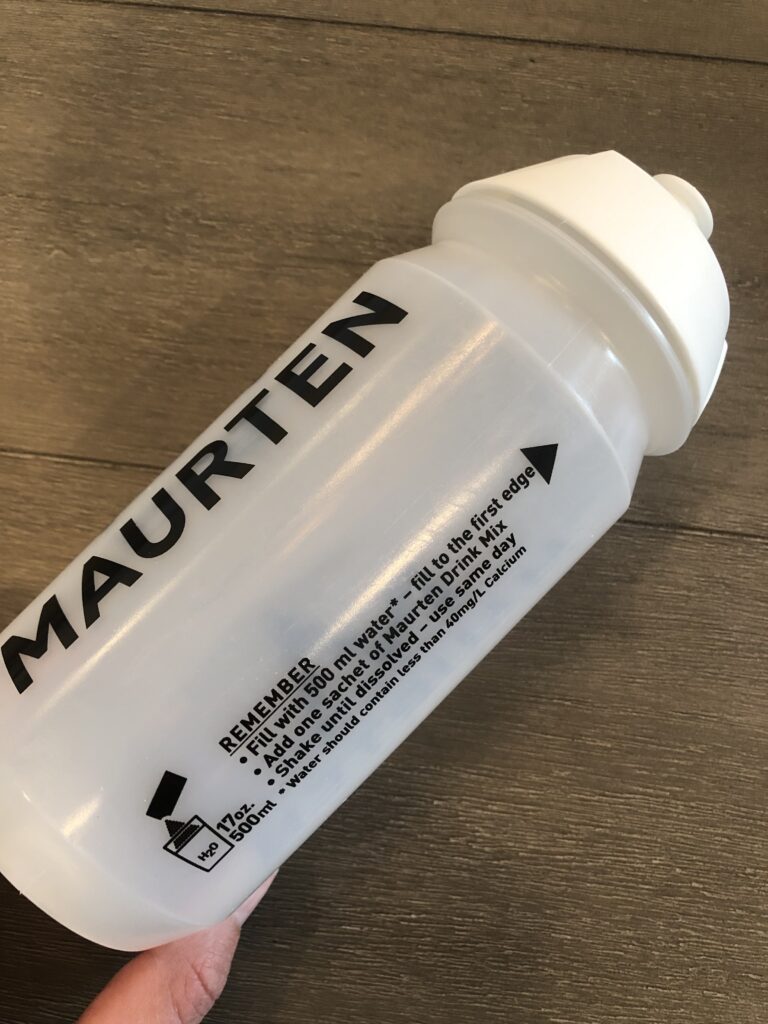 MAURTEN
REMEMBER
• Fill with 500 ml water* – fill to the first edge
• Add one sachet of Maurten Drink Mix
• Shake until dissolved – use same day
* Water should contain less than 40mg/L Calcium
17oz.
500ml
H2O